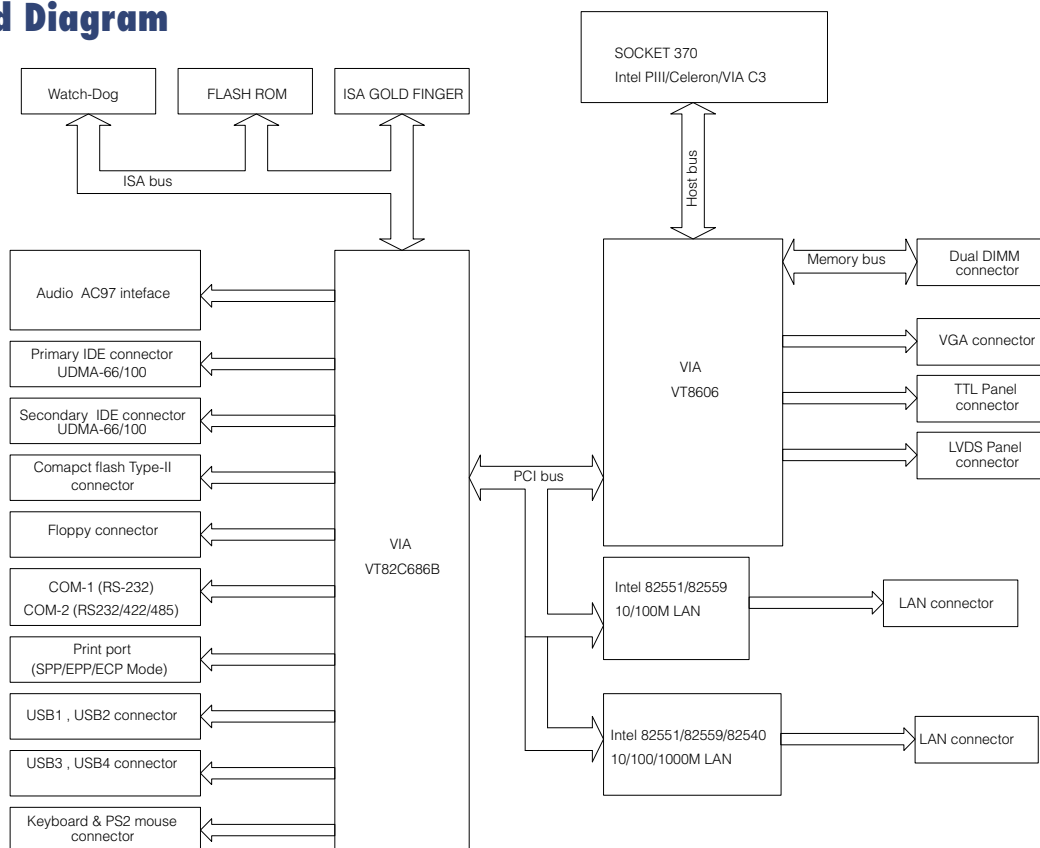 d Diagram
SOCKET 370
Intel PIII/Celeron/VIA C3
Watch-Dog
FLASH ROM
ISA GOLD FINGER
ISA bus
Host bus
Memory bus
Dual DIMM
connector
Audio AC97 inteface
VGA connector
Primary IDE connector
UDMA-66/100
VIA
VT8606
TTL Panel
connector
Secondary IDE connector
UDMA-66/100
LVDS Panel
connector
Comapct flash Type-II
connector
PCI bus
Floppy connector
VIA
VT82C686B
COM-1 (RS-232)
COM-2 (RS232/422/485)
Intel 82551/82559
10/100M LAN
LAN connector
Print port
(SPP/EPP/ECP Mode)
USB1 , USB2 connector
Intel 82551/82559/82540
10/100/1000M LAN
LAN connector
USB3 , USB4 connector
Keyboard & PS2 mouse
connector